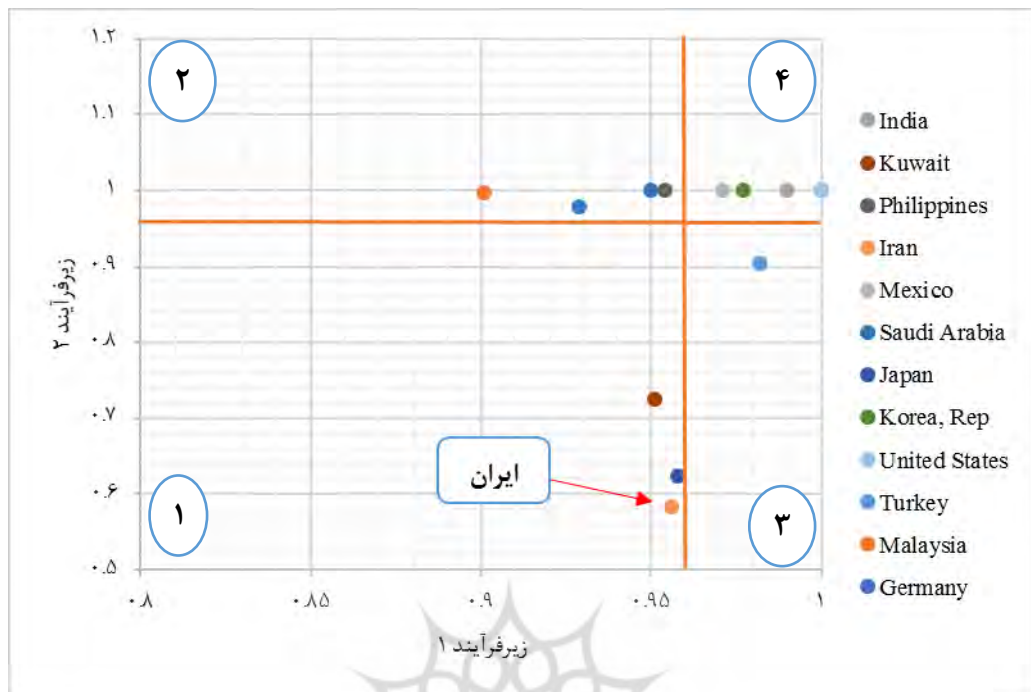 ۱.۲
۱.۱
۱
۰.۹
۰.۸
۰.۷
۰.۶
۰.۵
زیرفرآیند ۲
۲
۴
۱
۳
ایران
۰.۸
۰.۸۵
۰.۹
۰.۹۵
۱
زیرفرآیند ۱
India
Kuwait
Philippines
Iran
Mexico
Saudi Arabia
Japan
Korea, Rep
United States
Turkey
Malaysia
Germany